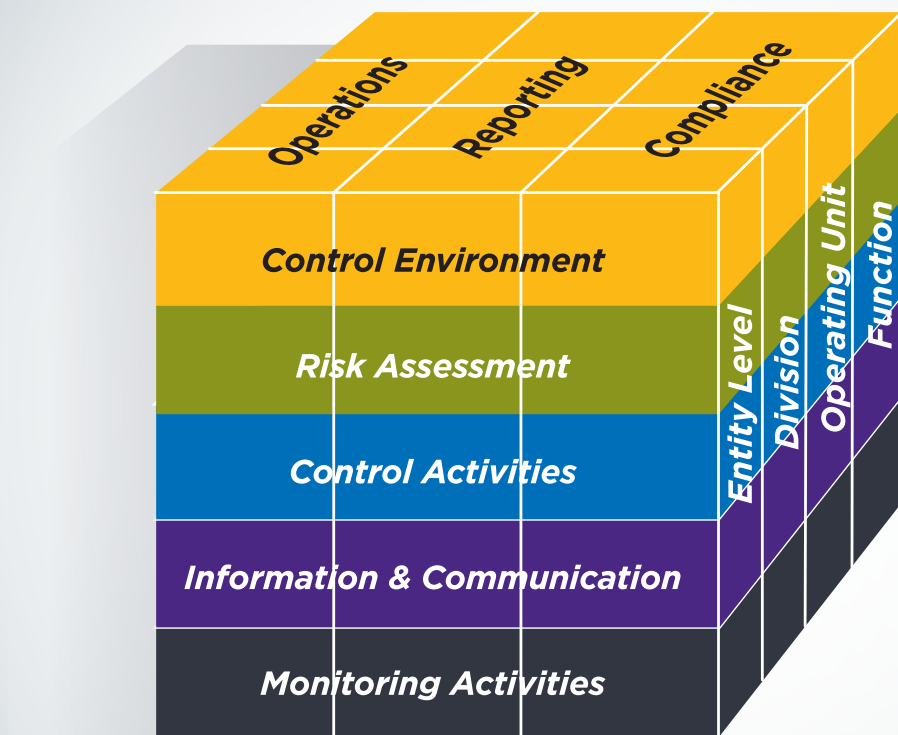 Operations
Reporting
Compliance
Control Environment
Risk Assessment
Control Activities
Information & Communication
Monitoring Activities
Entity Level
Division
Operating Unit
Function